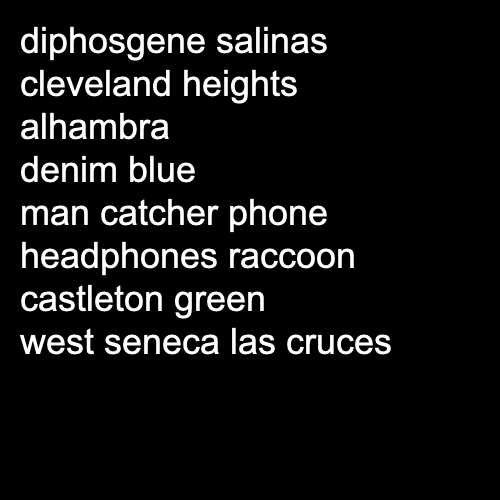 diphosgene salinas
cleveland heights
alhambra
denim blue
man catcher phone
headphones raccoon
castleton green
west seneca las cruces